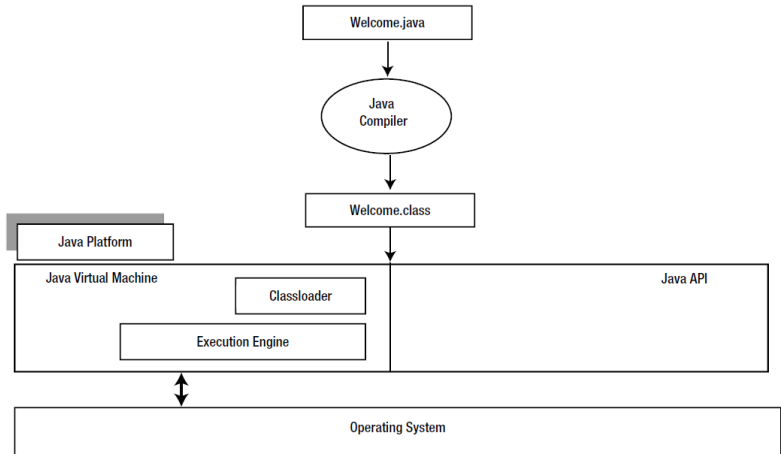 Welcome.java
Java
Compiler
Welcome.class
Java Platform
Java Virtual Machine
Java API
Classloader
Execution Engine
Operating System